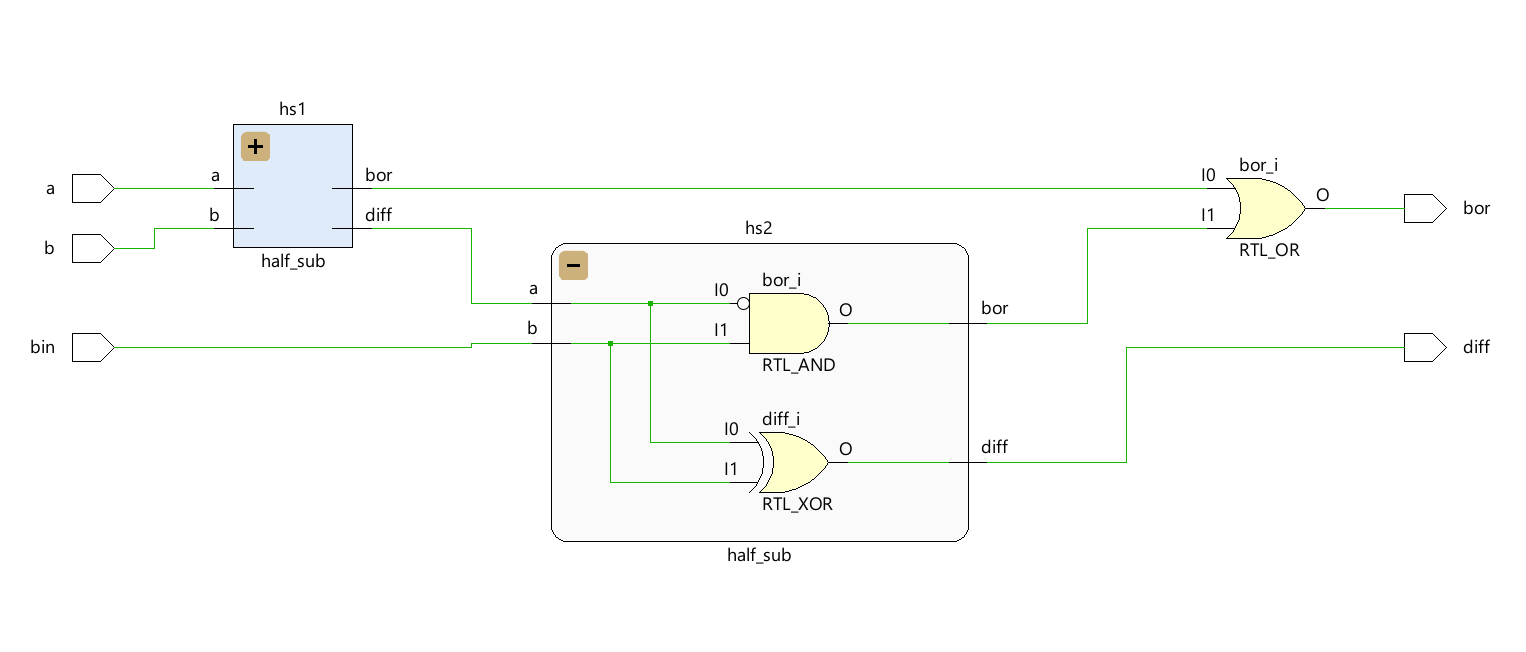 hs1
+
a
a
bor
b
b
diff
half_sub
bin
hs2
−
a
b
bor_i
I0
I1
O
RTL_AND
bor
diff_i
I0
I1
O
RTL_XOR
diff
half_sub
bor_i
I0
I1
O
RTL_OR
bor
diff